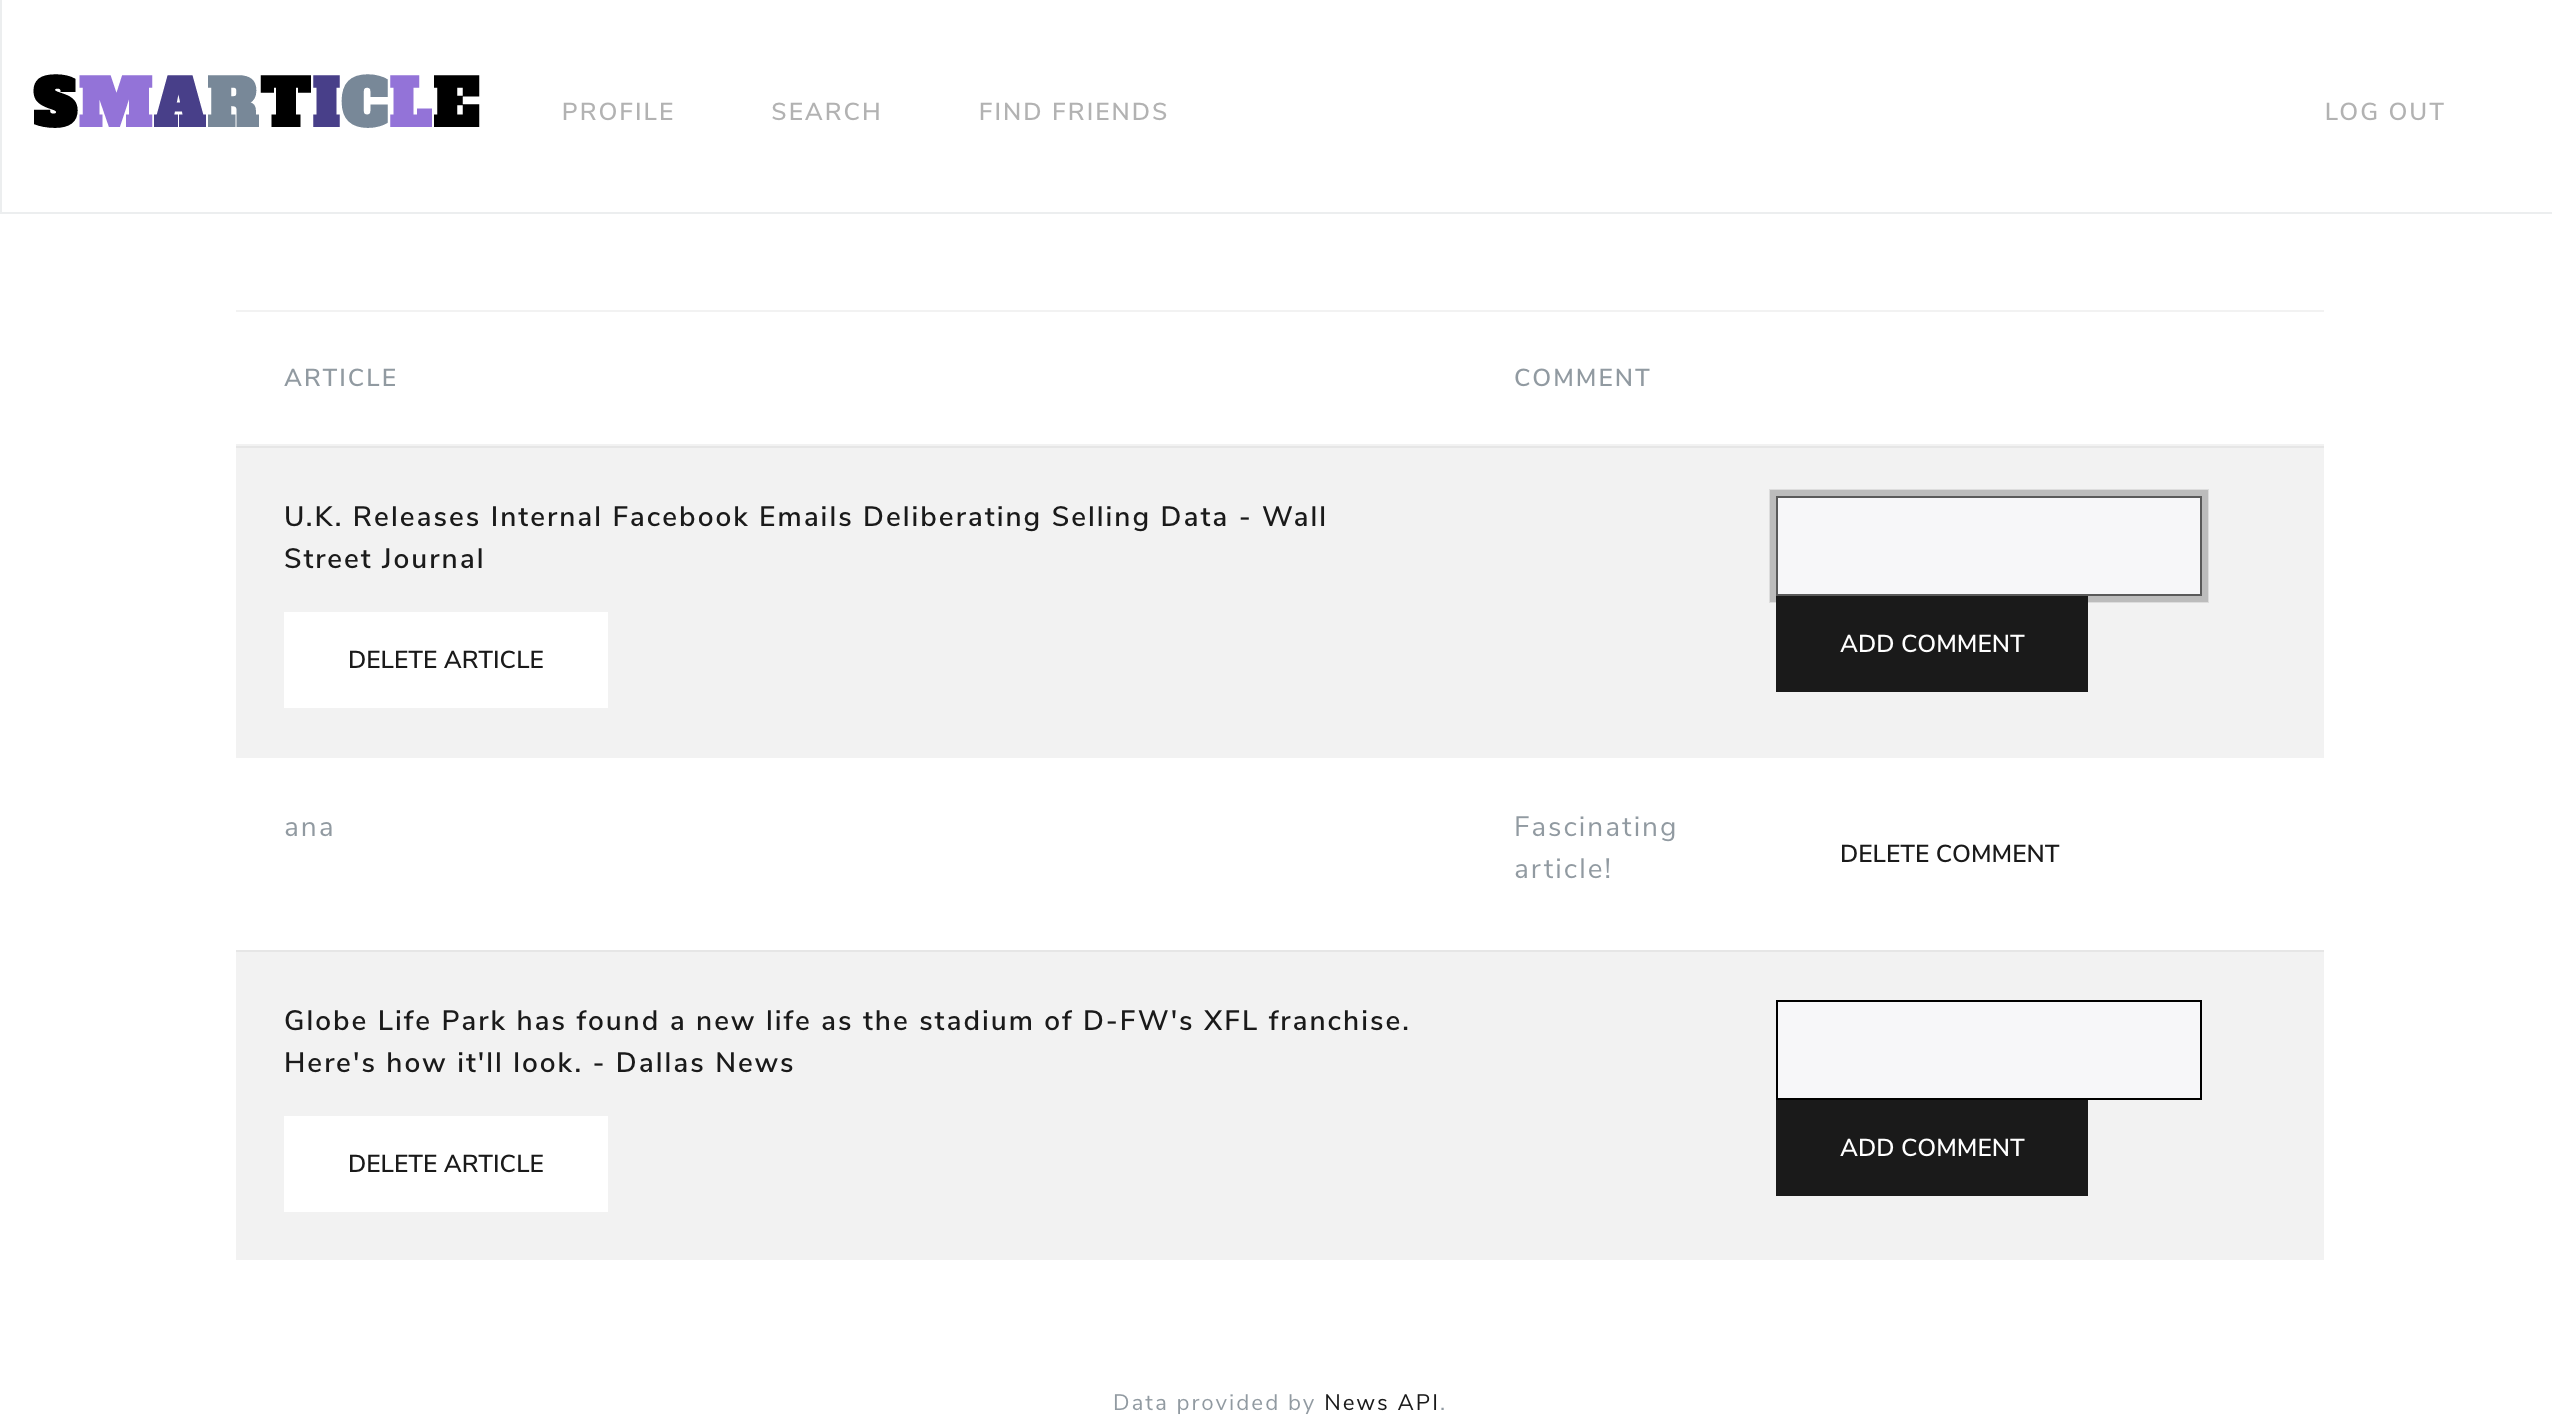 SMARTICLE
PROFILE
SEARCH
FIND FRIENDS
LOG OUT
ARTICLE
COMMENT
U.K. Releases Internal Facebook Emails Deliberating Selling Data - Wall
Street Journal
DELETE ARTICLE
ADD COMMENT
ana
Fascinating
article!
DELETE COMMENT
Globe Life Park has found a new life as the stadium of D-FW's XFL franchise.
Here's how it'll look. - Dallas News
DELETE ARTICLE
ADD COMMENT
Data provided by News API.